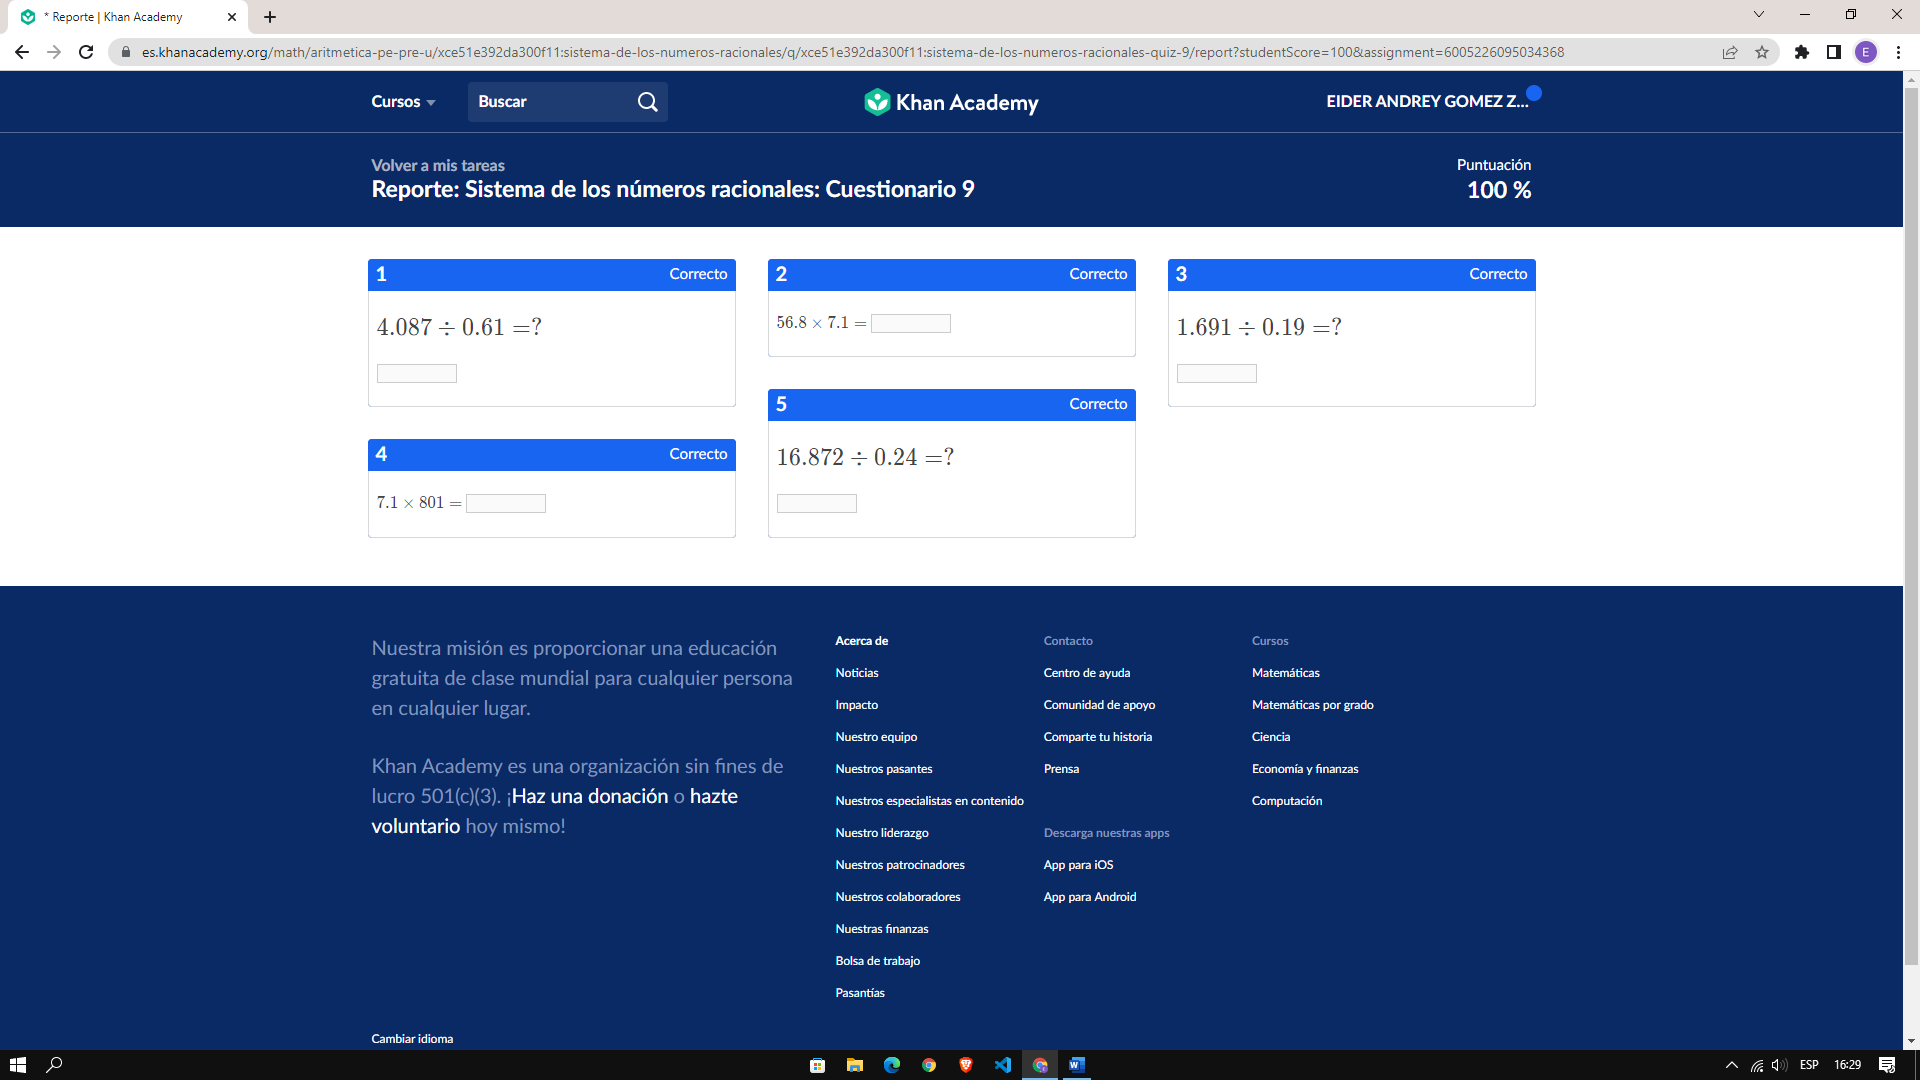 * Reporte | Khan Academy
es.khanacademy.org/math/aritmetica-pe-pre-u/xce51e392da300f11:sistema-de-los-numeros-racionales/q/xce51e392da300f11:sistema-de-los-numeros-racionales-quiz-9/report?studentScore=100&assignment=6005226095034368
E
Cursos
Buscar
Khan Academy
EIDER ANDREY GOMEZ Z...
Volver a mis tareas
Reporte: Sistema de los números racionales: Cuestionario 9
Puntuación
100 %
1 Correcto
4.087 ÷ 0.61 =?
2 Correcto
56.8 × 7.1 =
3 Correcto
1.691 ÷ 0.19 =?
4 Correcto
7.1 × 801 =
5 Correcto
16.872 ÷ 0.24 =?
Nuestra misión es proporcionar una educación
gratuita de clase mundial para cualquier persona
en cualquier lugar.
Khan Academy es una organización sin fines de
lucro 501(c)(3). ¡Haz una donación o hazte
voluntario hoy mismo!
Acerca de
Noticias
Impacto
Nuestro equipo
Nuestros pasantes
Nuestros especialistas en contenido
Nuestro liderazgo
Nuestros patrocinadores
Nuestros colaboradores
Nuestras finanzas
Bolsa de trabajo
Pasantías
Contacto
Centro de ayuda
Comunidad de apoyo
Comparte tu historia
Prensa
Descarga nuestras apps
App para iOS
App para Android
Cursos
Matemáticas
Matemáticas por grado
Ciencia
Economía y finanzas
Computación
Cambiar idioma
ESP
16:29